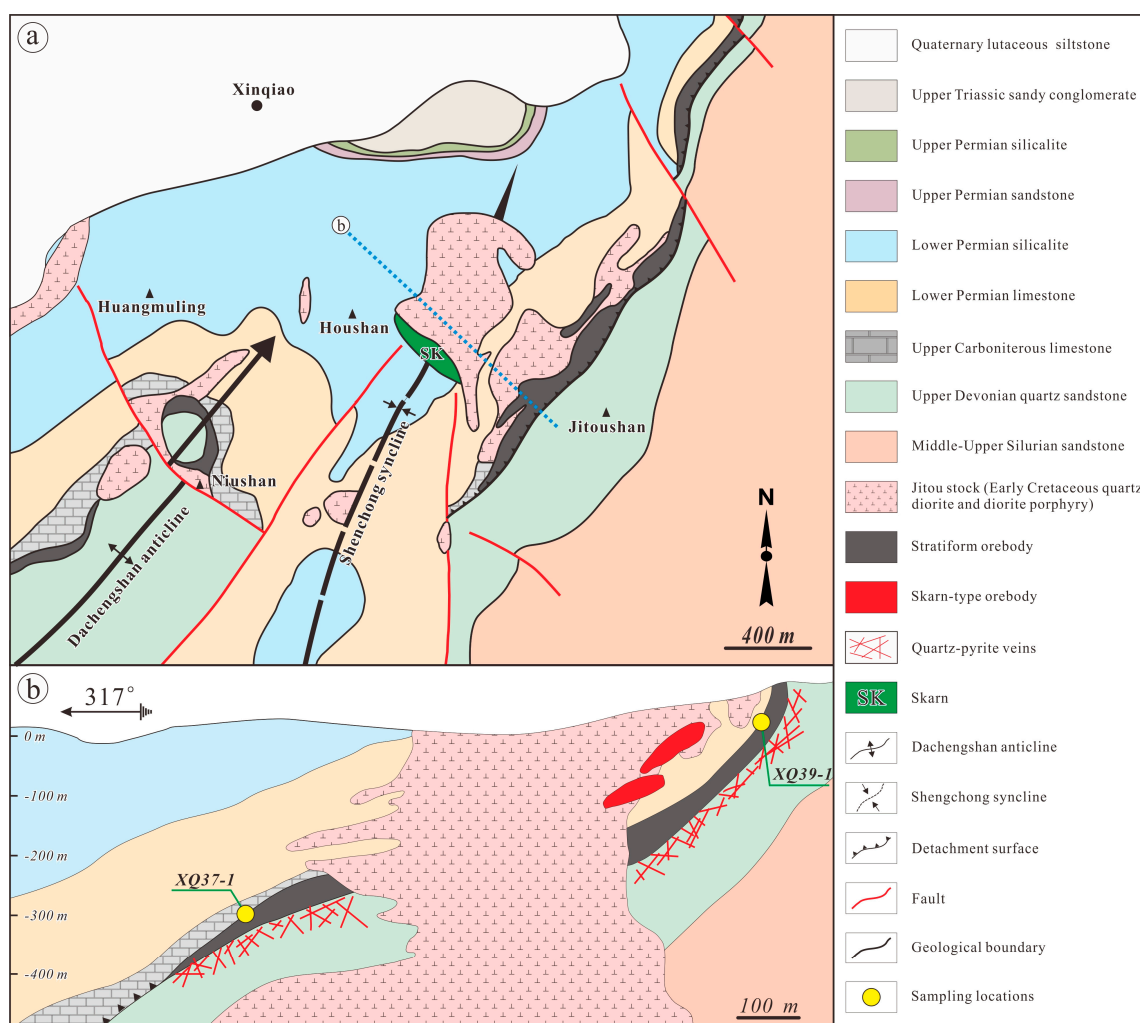 a
Xinqiao
b
Huangmuling
Houshan
SK
Jitoushan
Niushan
Shenchong syncline
Dachengshan anticline
N
400 m
b
317°
0 m
-100 m
-200 m
-300 m
-400 m
XQ39-1
XQ37-1
100 m
Quaternary lutaceous siltstone
Upper Triassic sandy conglomerate
Upper Permian silicalite
Upper Permian sandstone
Lower Permian silicalite
Lower Permian limestone
Upper Carboniterous limestone
Upper Devonian quartz sandstone
Middle-Upper Silurian sandstone
Jitou stock (Early Cretaceous quartz
diorite and diorite porphyry)
Stratiform orebody
Skarn-type orebody
Quartz-pyrite veins
SK
Skarn
Dachengshan anticline
Shengchong syncline
Detachment surface
Fault
Geological boundary
Sampling locations